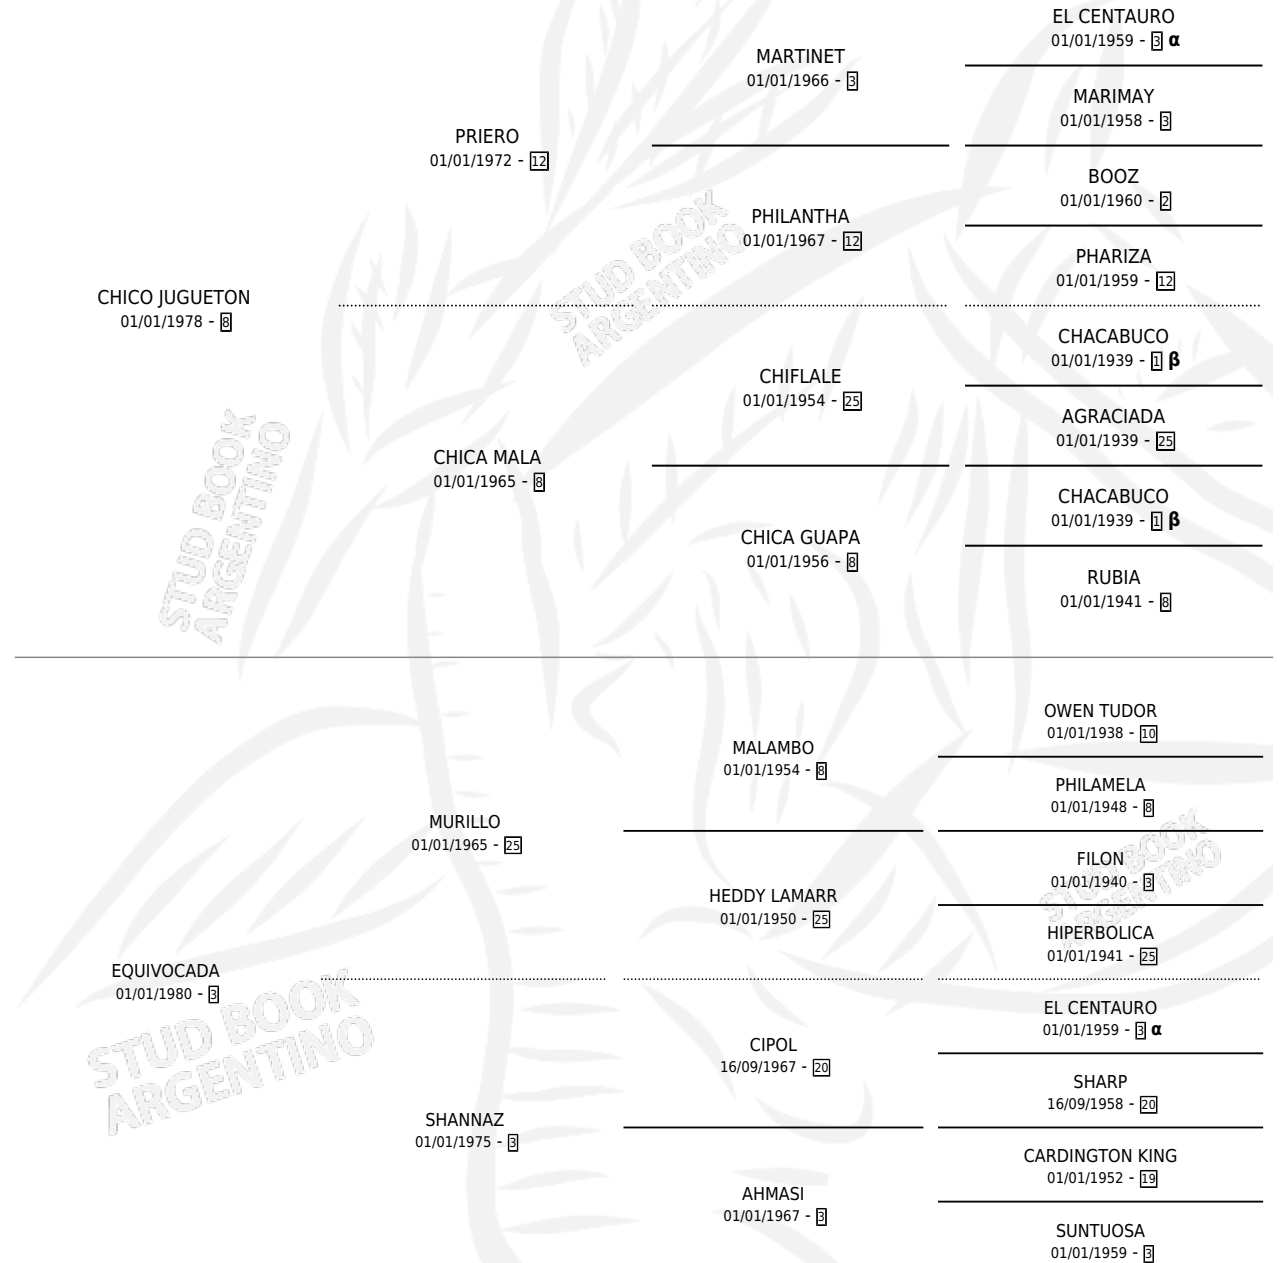 EL CENTAURO
01/01/1959 - 3 α
MARTINET
01/01/1966 - 3
MARIMAY
01/01/1958 - 3
PRIERO
01/01/1972 - 12
BOOZ
01/01/1960 - 2
PHILANTHA
01/01/1967 - 12
PHARIZA
01/01/1959 - 12
CHICO JUGUETON
01/01/1978 - 8
CHACABUCO
01/01/1939 - 1 β
CHIFLALE
01/01/1954 - 25
AGRACIADA
01/01/1939 - 25
CHICA MALA
01/01/1965 - 8
CHACABUCO
01/01/1939 - 1 β
CHICA GUAPA
01/01/1956 - 8
RUBIA
01/01/1941 - 8
OWEN TUDOR
01/01/1938 - 10
MALAMBO
01/01/1954 - 8
PHILAMELA
01/01/1948 - 8
MURILLO
01/01/1965 - 25
FILON
01/01/1940 - 3
HEDDY LAMARR
01/01/1950 - 25
HIPERBOLICA
01/01/1941 - 25
EQUIVOCADA
01/01/1980 - 3
EL CENTAURO
01/01/1959 - 3 α
CIPOL
16/09/1967 - 20
SHARP
16/09/1958 - 20
SHANNAZ
01/01/1975 - 3
CARDINGTON KING
01/01/1952 - 19
AHMASI
01/01/1967 - 3
SUNTUOSA
01/01/1959 - 3
STUD BOOK
ARGENTINO
STUD BOOK
ARGENTINO
STUD BOOK
ARGENTINO
STUD BOOK
ARGENTINO